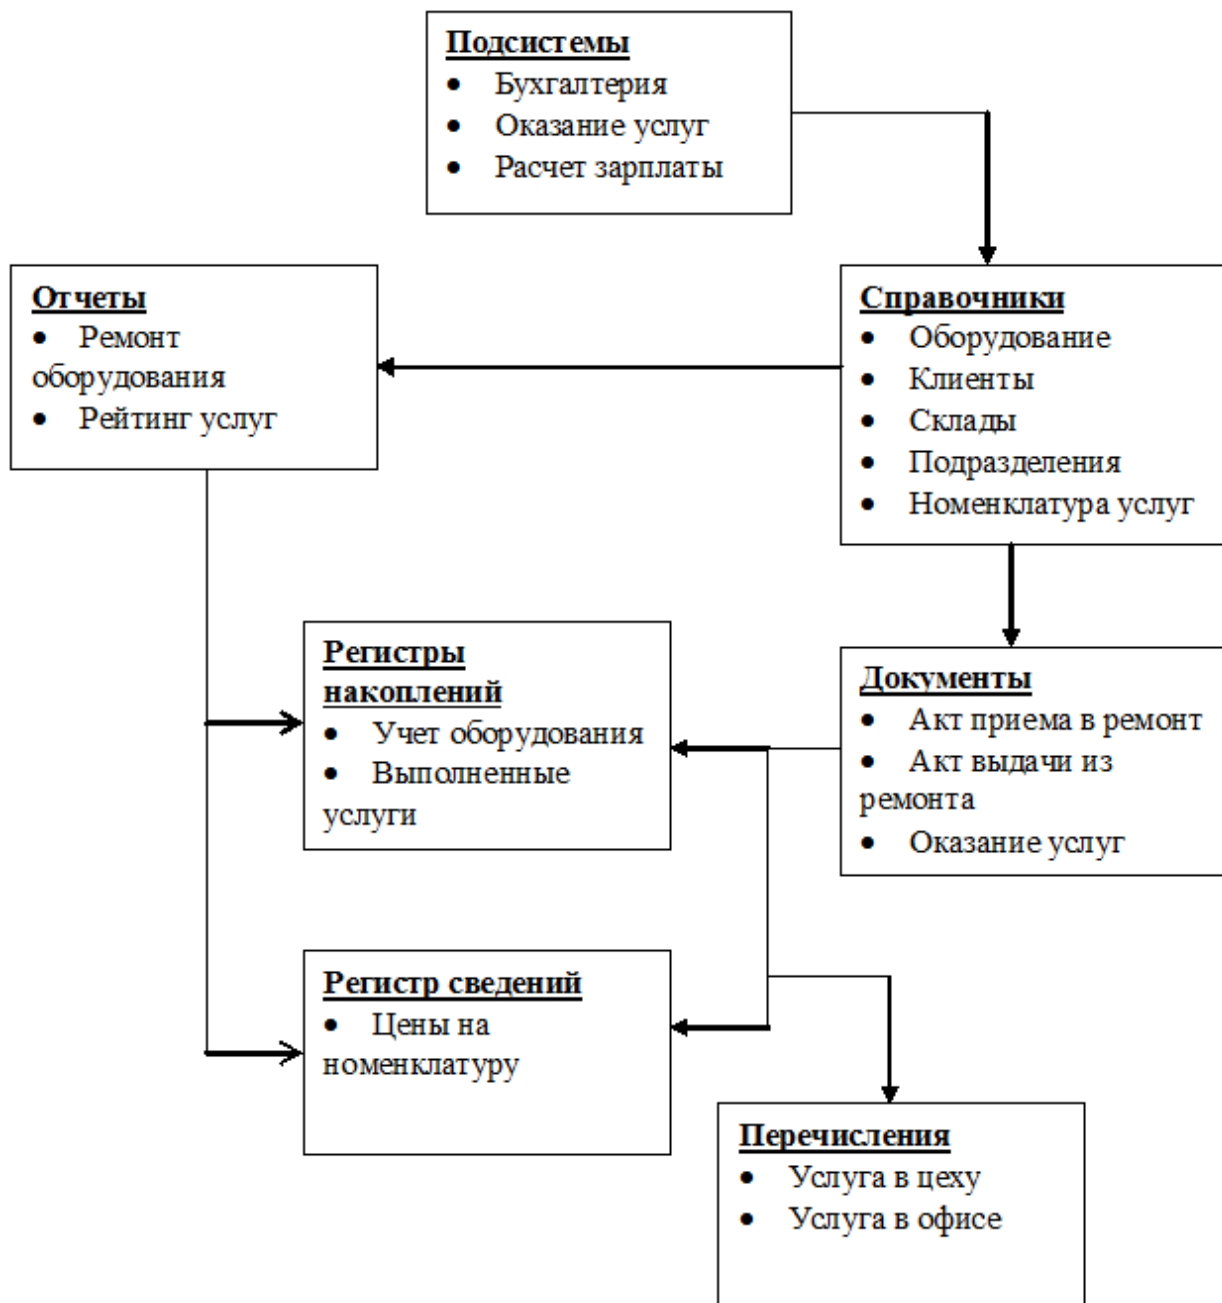 Подсистемы
• Бухгалтерия
• Оказание услуг
• Расчет зарплаты
Отчеты
• Ремонт
оборудования
• Рейтинг услуг
Справочники
• Оборудование
• Клиенты
• Склады
• Подразделения
• Номенклатура услуг
Регистры
накоплений
• Учет оборудования
• Выполненные
услуги
Документы
• Акт приема в ремонт
• Акт выдачи из
ремонта
• Оказание услуг
Регистр сведений
• Цены на
номенклатуру
Перечисления
• Услуга в цеху
• Услуга в офисе